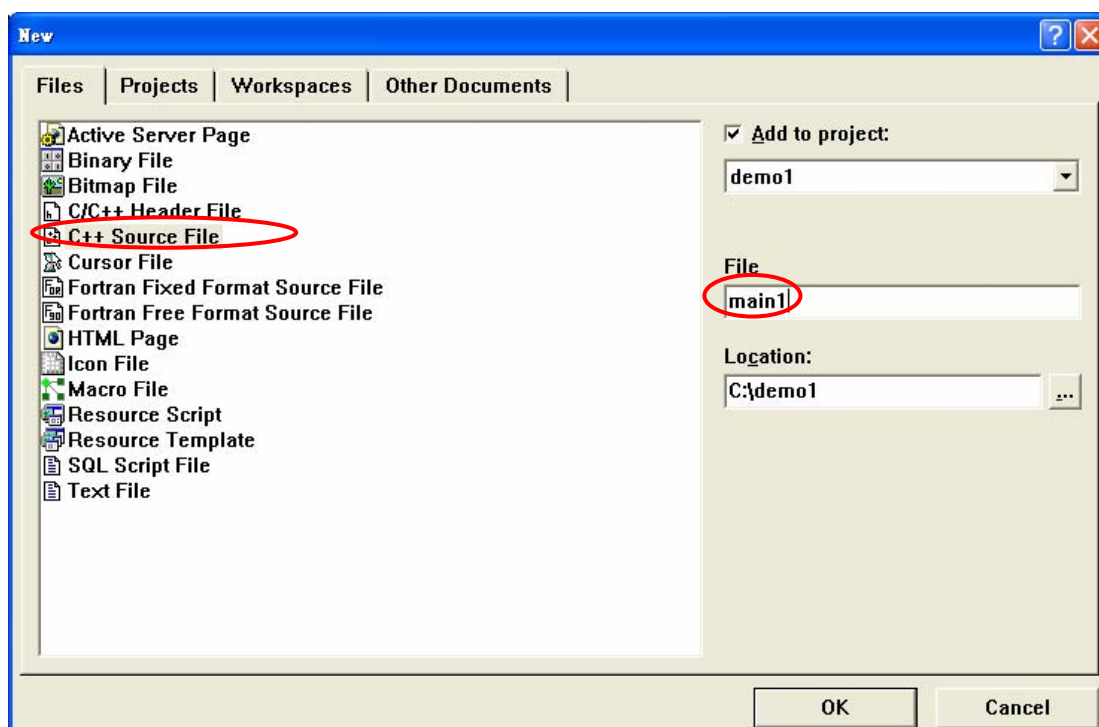 New
Files Projects Workspaces Other Documents
Active Server Page
Binary File
Bitmap File
C/C++ Header File
C++ Source File
Cursor File
Fortran Fixed Format Source File
Fortran Free Format Source File
HTML Page
Icon File
Macro File
Resource Script
Resource Template
SQL Script File
Text File
Add to project:
demo1
File
main1
Location:
C:\demo1
...
OK Cancel